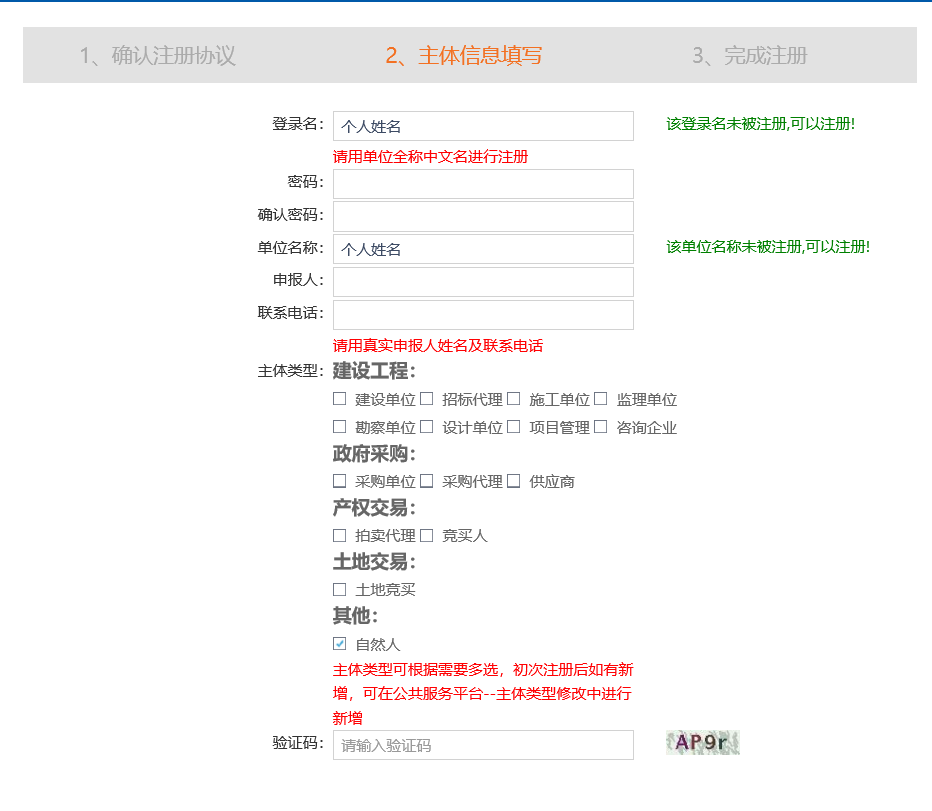 1、确认注册协议 2、主体信息填写 3、完成注册
登录名： 个人姓名 该登录名未被注册,可以注册!
请用单位全称中文名进行注册
密码：
确认密码：
单位名称： 个人姓名 该单位名称未被注册,可以注册!
申报人：
联系电话：
请用真实申报人姓名及联系电话
主体类型： 建设工程：
建设单位 招标代理 施工单位 监理单位
勘察单位 设计单位 项目管理 咨询企业
政府采购：
采购单位 采购代理 供应商
产权交易：
拍卖代理 竞买人
土地交易：
土地竞买
其他：
自然人
主体类型可根据需要多选，初次注册后如有新
增，可在公共服务平台--主体类型修改中进行
新增
验证码： 请输入验证码 AP9r